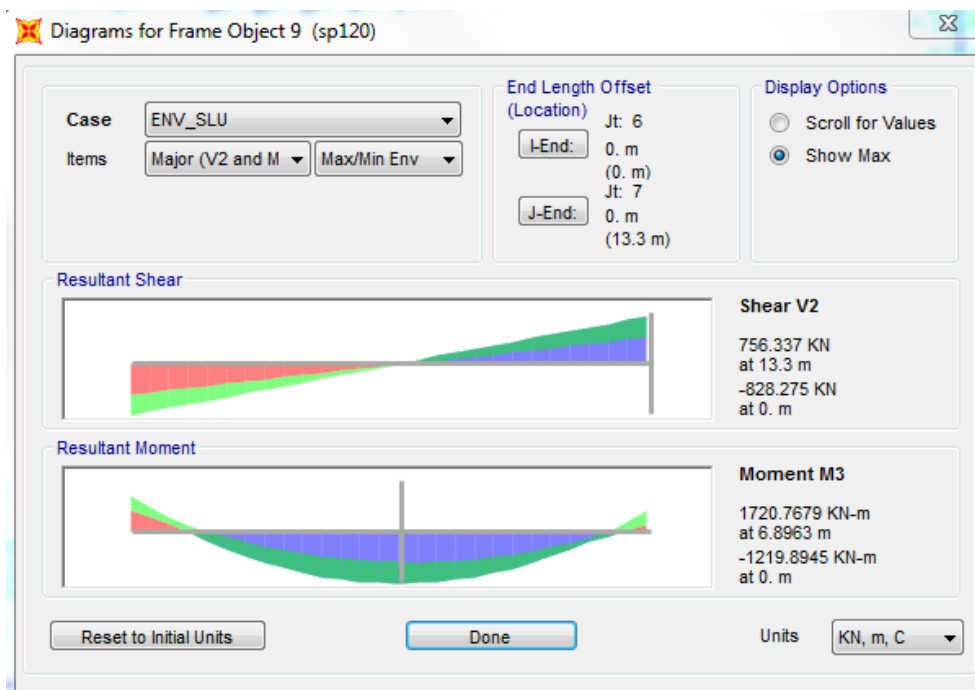 Diagrams for Frame Object 9 (sp120)
Case
ENV_SLU
Items
Major (V2 and M
Max/Min Env
End Length Offset
(Location)
I-End:
Jt: 6
0. m
(0. m)
J-End:
Jt: 7
0. m
(13.3 m)
Display Options
Scroll for Values
Show Max
Resultant Shear
Shear V2
756.337 KN
at 13.3 m
-828.275 KN
at 0. m
Resultant Moment
Moment M3
1720.7679 KN-m
at 6.8963 m
-1219.8945 KN-m
at 0. m
Reset to Initial Units
Done
Units
KN, m, C